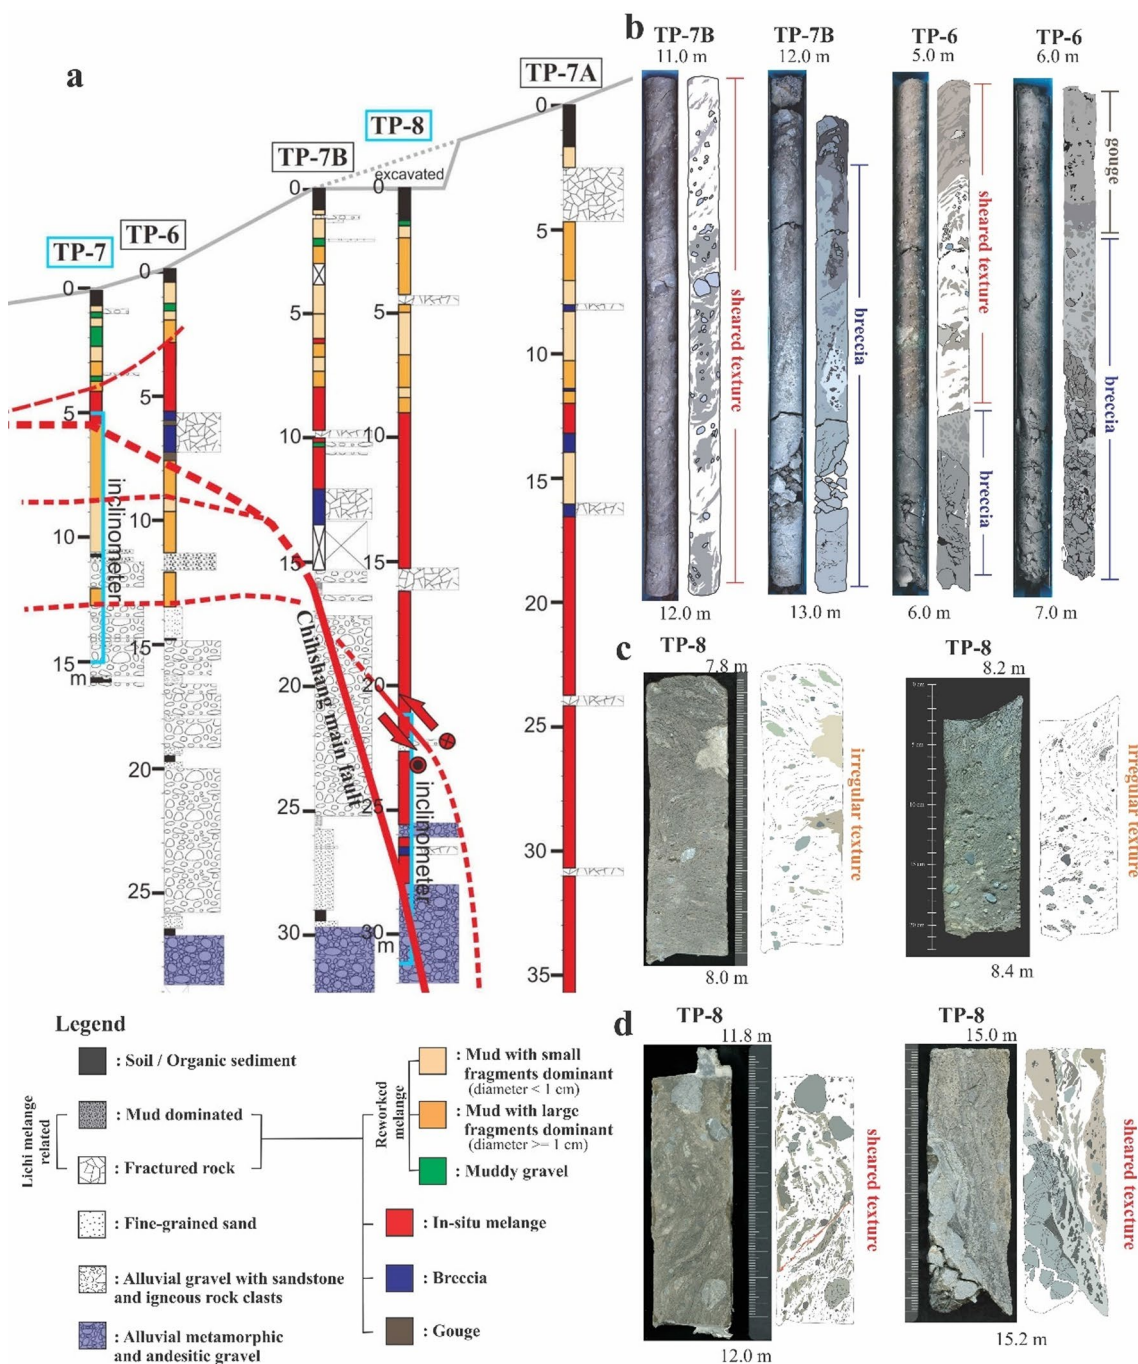 a
TP-7A
TP-8
TP-7B
excavated
TP-6
TP-7
0
5
10
15
m
0
5
10
15
20
25
0
5
10
15
20
25
30
0
5
10
15
20
25
30
m
0
5
10
15
20
25
30
35
inclinometer
Chihshang main fault
inclinometer
b
TP-7B
11.0 m
12.0 m
sheared texture
TP-7B
12.0 m
13.0 m
breccia
TP-6
5.0 m
6.0 m
sheared texture
breccia
TP-6
6.0 m
7.0 m
gouge
breccia
c
TP-8
7.8 m
8.0 m
irregular texture
TP-8
8.2 m
8.4 m
irregular texture
d
TP-8
11.8 m
12.0 m
sheared texture
TP-8
15.0 m
15.2 m
sheared texcture
Legend
: Soil / Organic sediment
Lichi melange
related
: Mud dominated
: Fractured rock
: Fine-grained sand
: Alluvial gravel with sandstone
and igneous rock clasts
: Alluvial metamorphic
and andesitic gravel
Reworked
melange
: Mud with small
fragments dominant
(diameter < 1 cm)
: Mud with large
fragments dominant
(diameter >= 1 cm)
: Muddy gravel
: In-situ melange
: Breccia
: Gouge